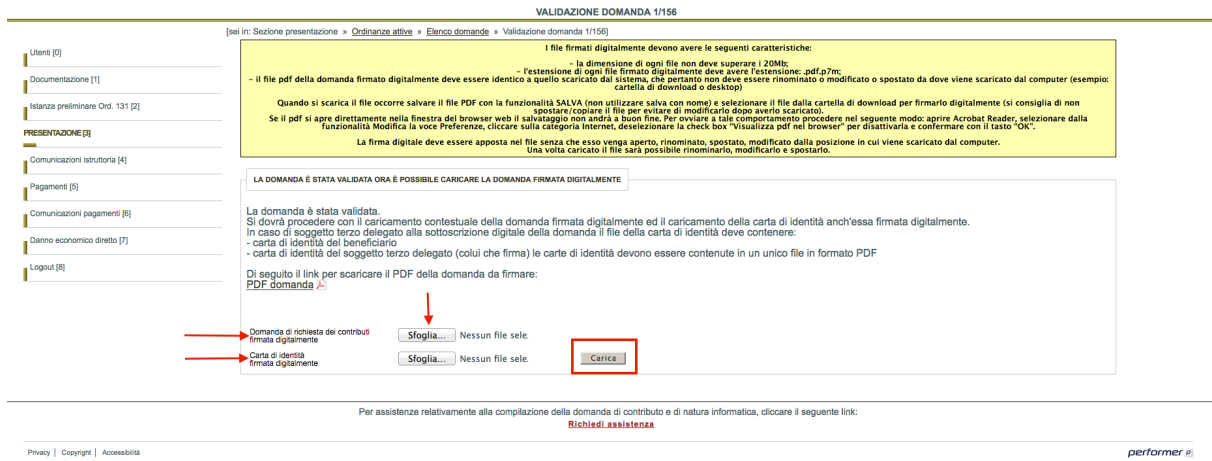 VALIDAZIONE DOMANDA 1/156
[sei in: Sezione presentazione » Ordinanze attive » Elenco domande » Validazione domanda 1/156]
Utenti [0]
Documentazione [1]
Istanza preliminare Ord. 131 [2]
PRESENTAZIONE [3]
Comunicazioni istruttoria [4]
Pagamenti [5]
Comunicazioni pagamenti [6]
Danno economico diretto [7]
Logout [8]
I file firmati digitalmente devono avere le seguenti caratteristiche:
- la dimensione di ogni file non deve superare i 20Mb;
- l'estensione di ogni file firmato digitalmente deve avere l'estensione: .pdf.p7m;
- il file pdf della domanda firmato digitalmente deve essere identico a quello scaricato dal sistema, che pertanto non deve essere rinominato o modificato o spostato da dove viene scaricato dal computer (esempio:
cartella di download o desktop)
Quando si scarica il file occorre salvare il file PDF con la funzionalità SALVA (non utilizzare salva con nome) e selezionare il file dalla cartella di download per firmarlo digitalmente (si consiglia di non
spostare/copiare il file per evitare di modificarlo dopo averlo scaricato).
Se il pdf si apre direttamente nella finestra del browser web il salvataggio non andrà a buon fine. Per ovviare a tale comportamento procedere nel seguente modo: aprire Acrobat Reader, selezionare dalla
funzionalità Modifica la voce Preferenze, cliccare sulla categoria Internet, deselezionare la check box "Visualizza pdf nel browser" per disattivarla e confermare con il tasto "OK".
La firma digitale deve essere apposta nel file senza che esso venga aperto, rinominato, spostato, modificato dalla posizione in cui viene scaricato dal computer.
Una volta caricato il file sarà possibile rinominarlo, modificarlo e spostarlo.
LA DOMANDA È STATA VALIDATA ORA È POSSIBILE CARICARE LA DOMANDA FIRMATA DIGITALMENTE
La domanda è stata validata.
Si dovrà procedere con il caricamento contestuale della domanda firmata digitalmente ed il caricamento della carta di identità anch'essa firmata digitalmente.
In caso di soggetto terzo delegato alla sottoscrizione digitale della domanda il file della carta di identità deve contenere:
- carta di identità del beneficiario
- carta di identità del soggetto terzo delegato (colui che firma) le carte di identità devono essere contenute in un unico file in formato PDF
Di seguito il link per scaricare il PDF della domanda da firmare:
PDF domanda
Domanda di richiesta dei contributi
firmata digitalmente
Sfoglia... Nessun file sele:
Carta di identità
firmata digitalmente
Sfoglia... Nessun file sele:
Carica
Per assistenze relativamente alla compilazione della domanda di contributo e di natura informatica, cliccare il seguente link:
Richiedi assistenza
Privacy | Copyright | Accessibilità
performer